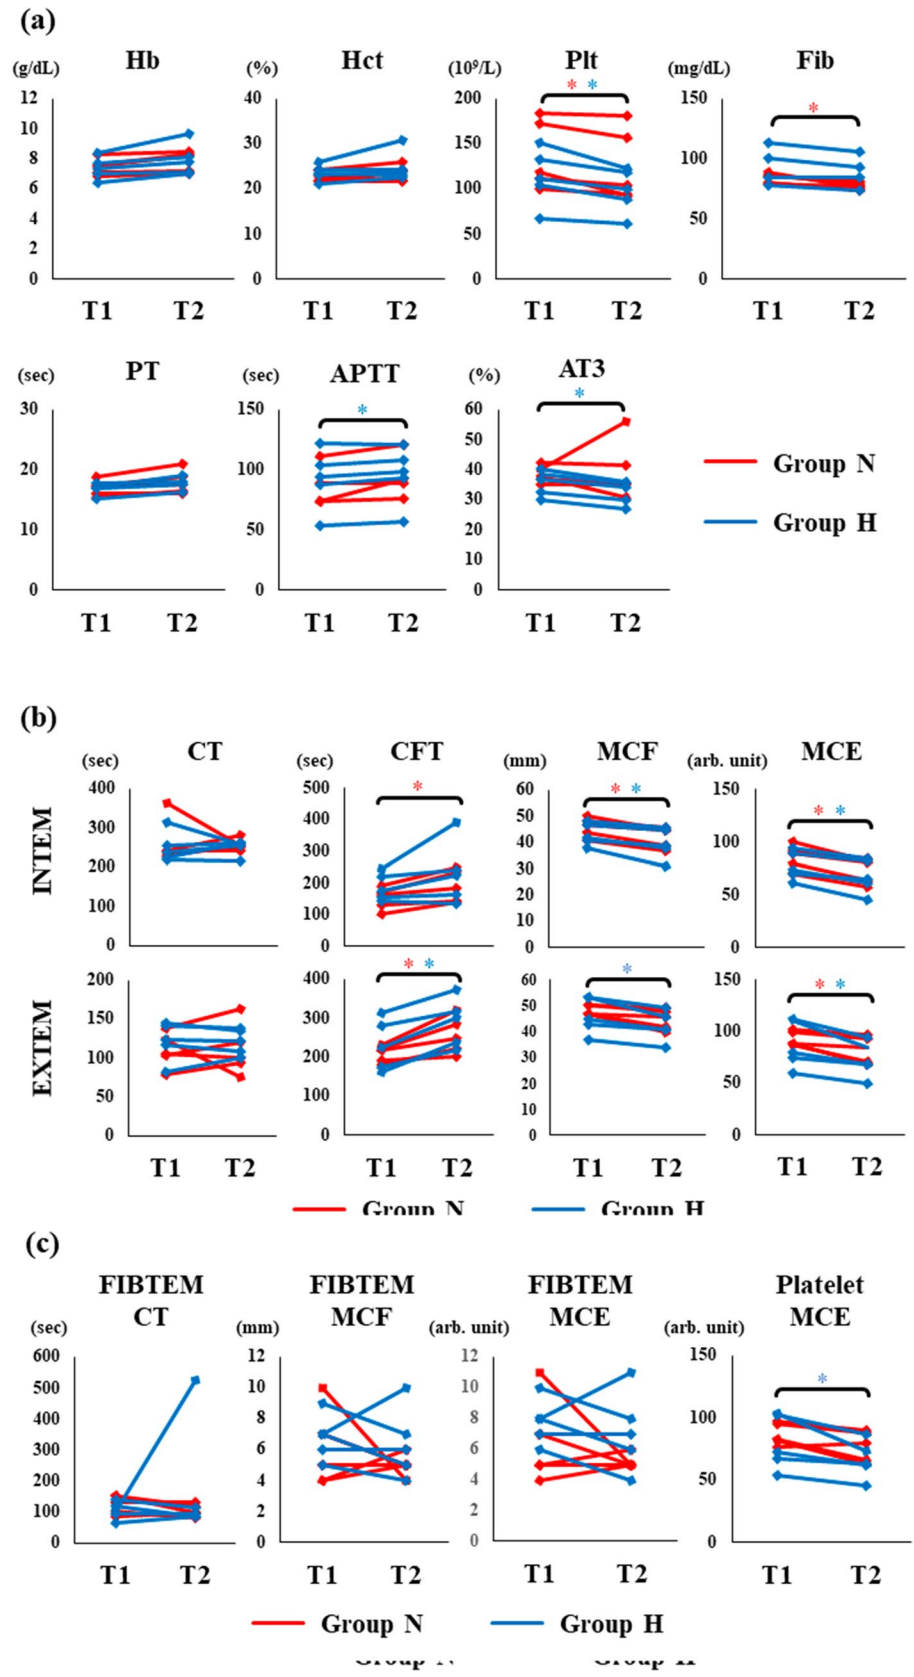 (a)
Hb Hct Plt Fib
(g/dL) (%) (10⁹/L) (mg/dL)
* * *
12 40 200 150
10
8 30 150 100
6 20 100
4 50
2 10 50
0 0 0 0
T1 T2 T1 T2 T1 T2 T1 T2
PT APTT AT3
(sec) (sec) (%)
* *
30 150 60
50
20 100 40
30
10 50 20
10
0 0 0
T1 T2 T1 T2 T1 T2
Group N
Group H
(b)
CT CFT MCF MCE
(sec) (sec) (mm) (arb. unit)
INTEM
* * * * *
400 500 60 150
300 400 50
300 40 100
200 30
200 20 50
100 100 10
0 0 0 0
EXTEM
* * * * *
200 400 60 150
150 300 50
40 100
100 200 30
50 100 20 50
10
0 0 0 0
T1 T2 T1 T2 T1 T2 T1 T2
Group N Group H
(c)
FIBTEM FIBTEM FIBTEM Platelet
CT MCF MCE MCE
(sec) (mm) (arb. unit) (arb. unit)
*
600 12 12 150
500 10 10
400 8 8 100
300 6 6
200 4 4 50
100 2 2
0 0 0 0
T1 T2 T1 T2 T1 T2 T1 T2
Group N Group H
Group N Group H